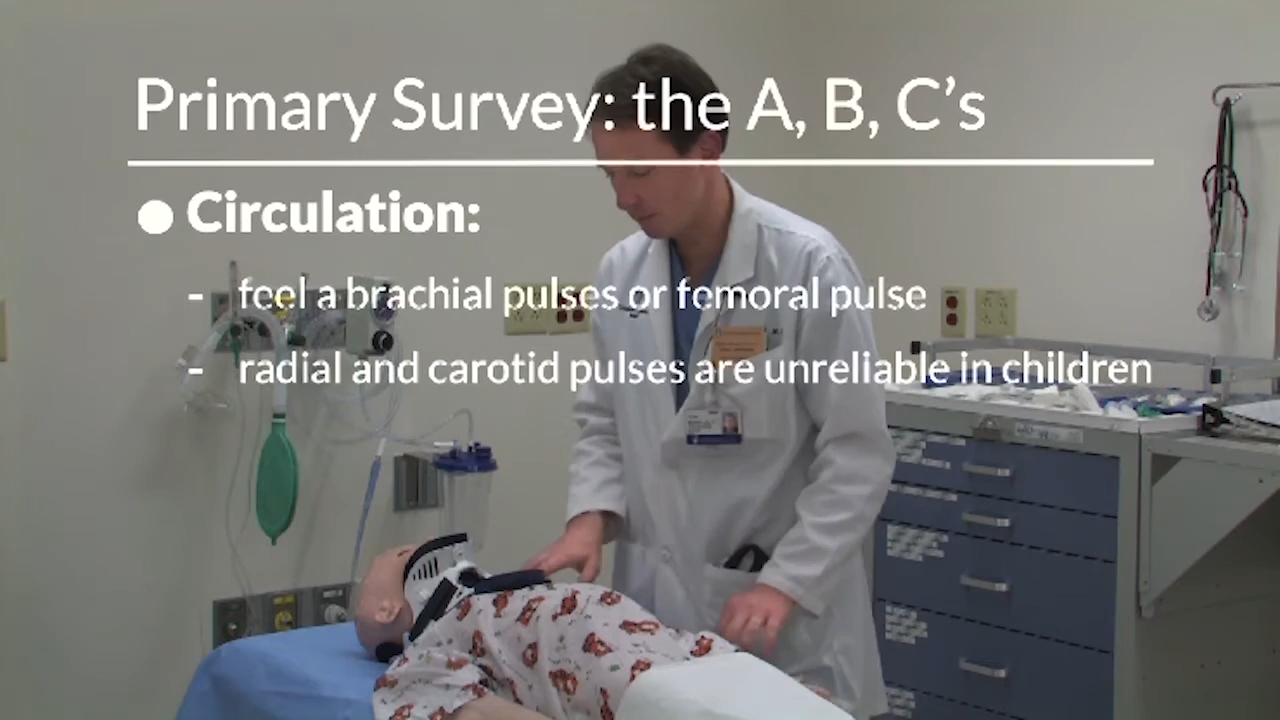 Primary Survey: the A, B, C's
● Circulation:
- feel a brachial pulses or femoral pulse
- radial and carotid pulses are unreliable in children